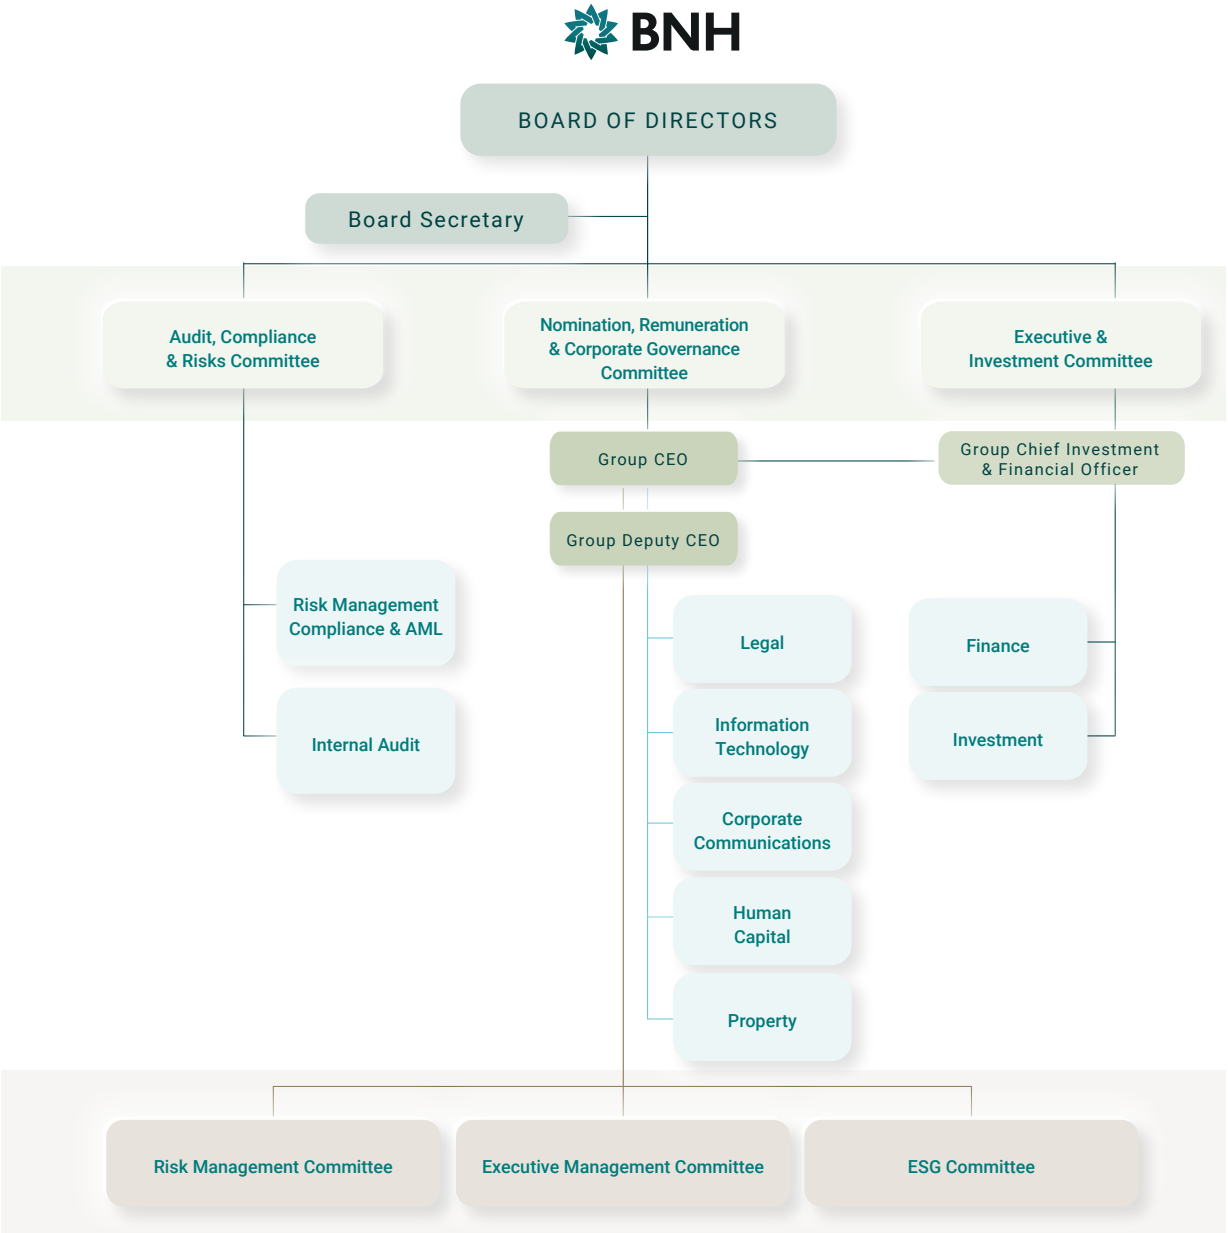 BNH
BOARD OF DIRECTORS
Board Secretary
Audit, Compliance
& Risks Committee
Nomination, Remuneration
& Corporate Governance
Committee
Executive &
Investment Committee
Group CEO
Group Chief Investment
& Financial Officer
Group Deputy CEO
Risk Management
Compliance & AML
Internal Audit
Legal
Information
Technology
Corporate
Communications
Human
Capital
Property
Finance
Investment
Risk Management Committee
Executive Management Committee
ESG Committee